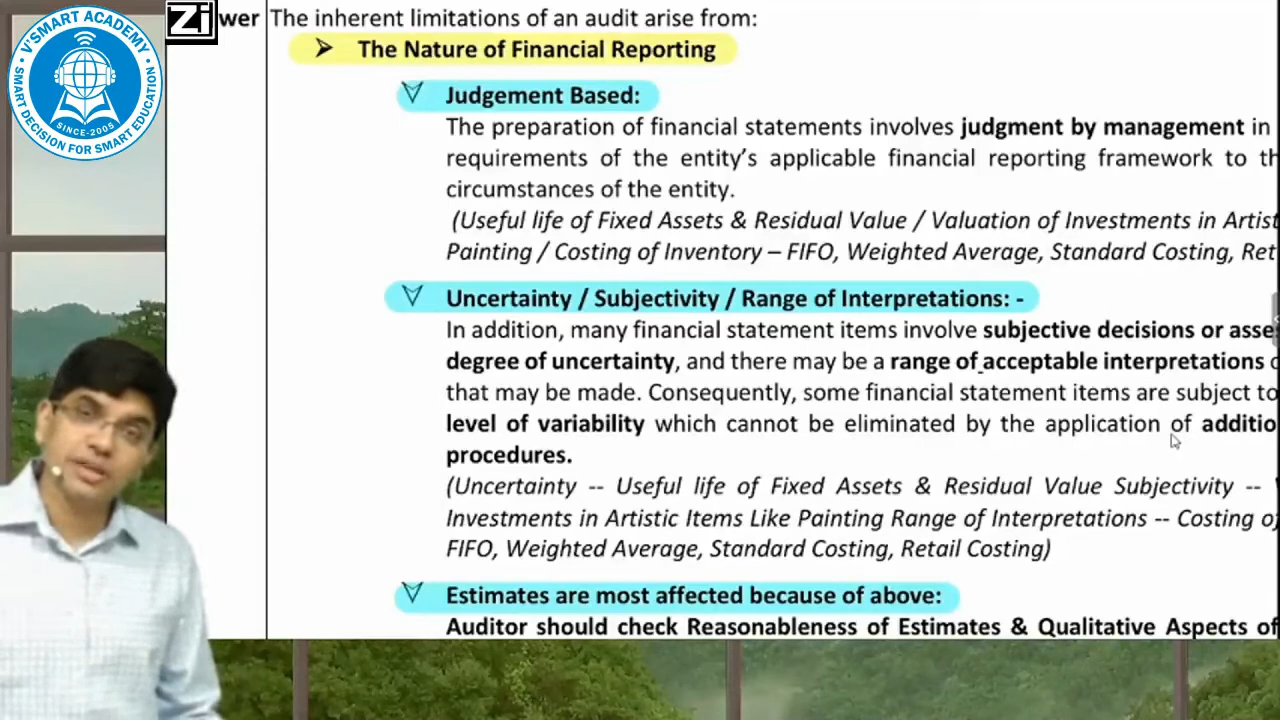 V'SMART ACADEMY
SMART DECISION FOR SMART EDUCATION
SINCE-2005
Zi
wer
The inherent limitations of an audit arise from:
➤ The Nature of Financial Reporting
Judgement Based:
The preparation of financial statements involves judgment by management in
requirements of the entity's applicable financial reporting framework to th
circumstances of the entity.
(Useful life of Fixed Assets & Residual Value / Valuation of Investments in Artist
Painting / Costing of Inventory – FIFO, Weighted Average, Standard Costing, Ret
Uncertainty / Subjectivity / Range of Interpretations: -
In addition, many financial statement items involve subjective decisions or asse
degree of uncertainty, and there may be a range of acceptable interpretations
that may be made. Consequently, some financial statement items are subject to
level of variability which cannot be eliminated by the application of additio
procedures.
(Uncertainty -- Useful life of Fixed Assets & Residual Value Subjectivity --
Investments in Artistic Items Like Painting Range of Interpretations -- Costing of
FIFO, Weighted Average, Standard Costing, Retail Costing)
Estimates are most affected because of above:
Auditor should check Reasonableness of Estimates & Qualitative Aspects of